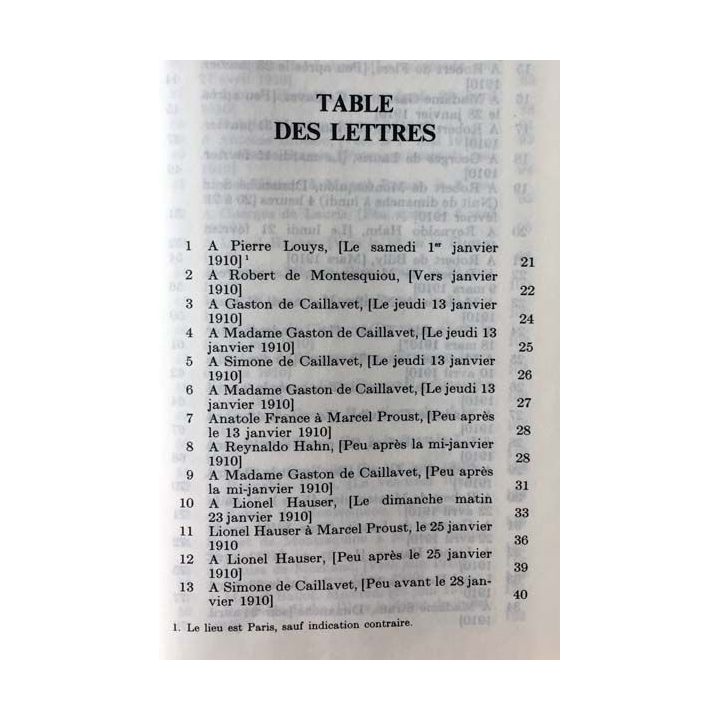 TABLE
DES LETTRES
1 A Pierre Louys, [Le samedi 1er janvier
1910]¹ 21
2 A Robert de Montesquiou, [Vers janvier
1910] 22
3 A Gaston de Caillavet, [Le jeudi 13 janvier
1910] 24
4 A Madame Gaston de Caillavet, [Le jeudi 13
janvier 1910] 25
5 A Simone de Caillavet, [Le jeudi 13 janvier
1910] 26
6 A Madame Gaston de Caillavet, [Le jeudi 13
janvier 1910] 27
7 Anatole France à Marcel Proust, [Peu après
le 13 janvier 1910] 28
8 A Reynaldo Hahn, [Peu après la mi-janvier
1910] 28
9 A Madame Gaston de Caillavet, [Peu après
la mi-janvier 1910] 31
10 A Lionel Hauser, [Le dimanche matin
23 janvier 1910] 33
11 Lionel Hauser à Marcel Proust, le 25 janvier
1910 36
12 A Lionel Hauser, [Peu après le 25 janvier
1910] 39
13 A Simone de Caillavet, [Peu avant le 28 jan-
vier 1910] 40
1. Le lieu est Paris, sauf indication contraire.